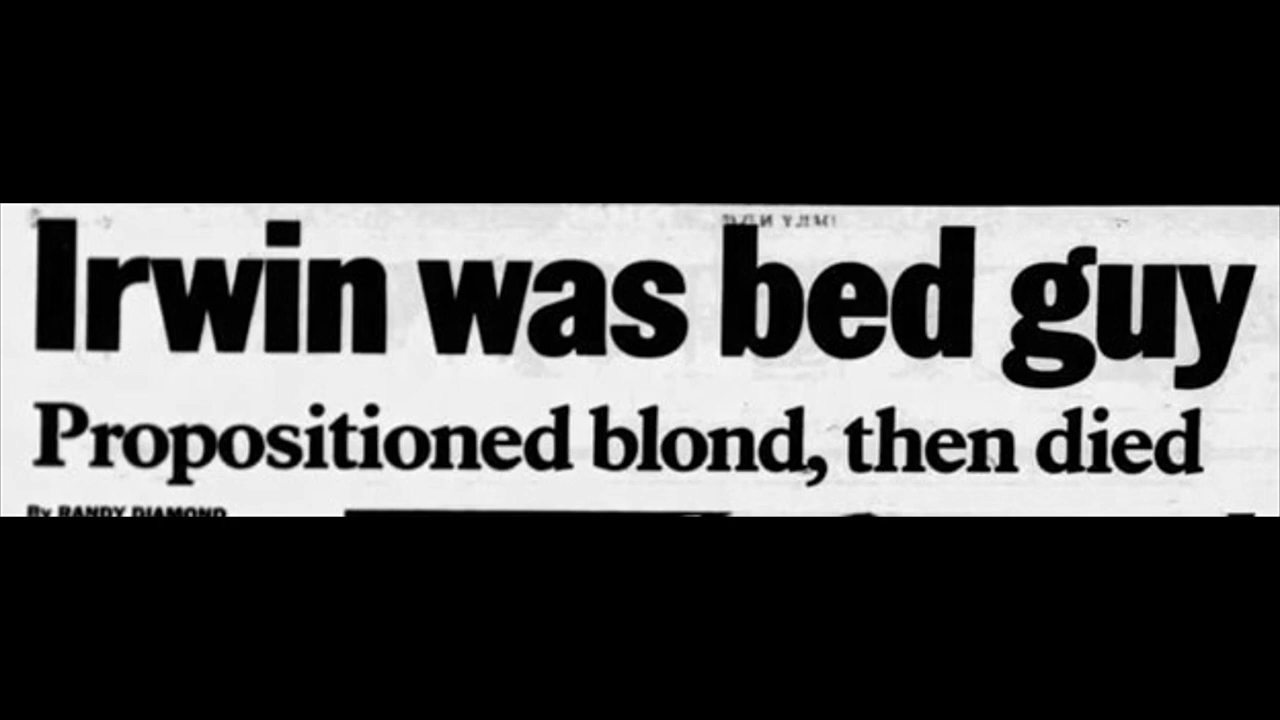 Irwin was bed guy
Propositioned blond, then died
By RANDY DIAMOND